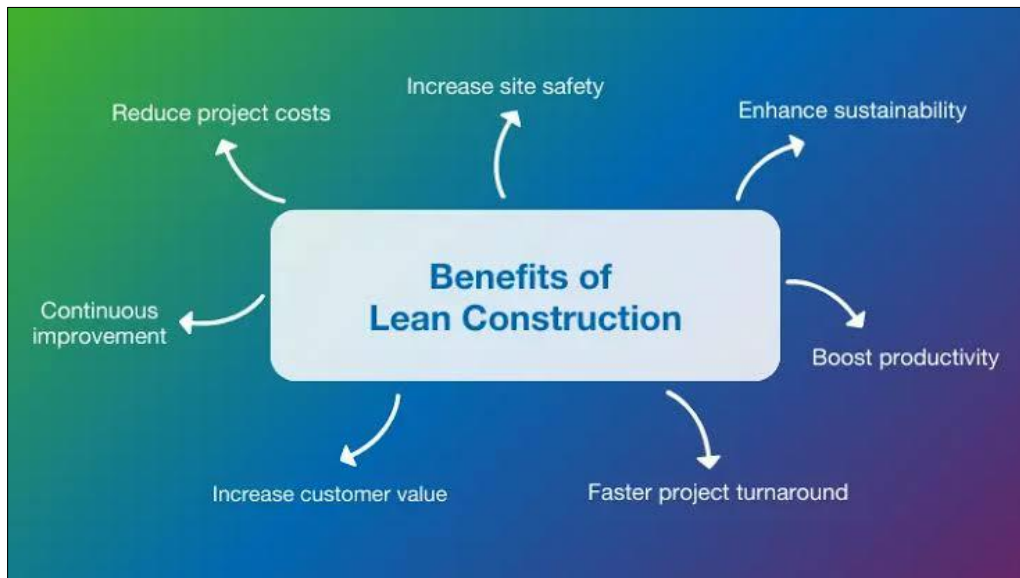 Increase site safety
Reduce project costs
Enhance sustainability
Benefits of
Lean Construction
Continuous
improvement
Boost productivity
Increase customer value
Faster project turnaround